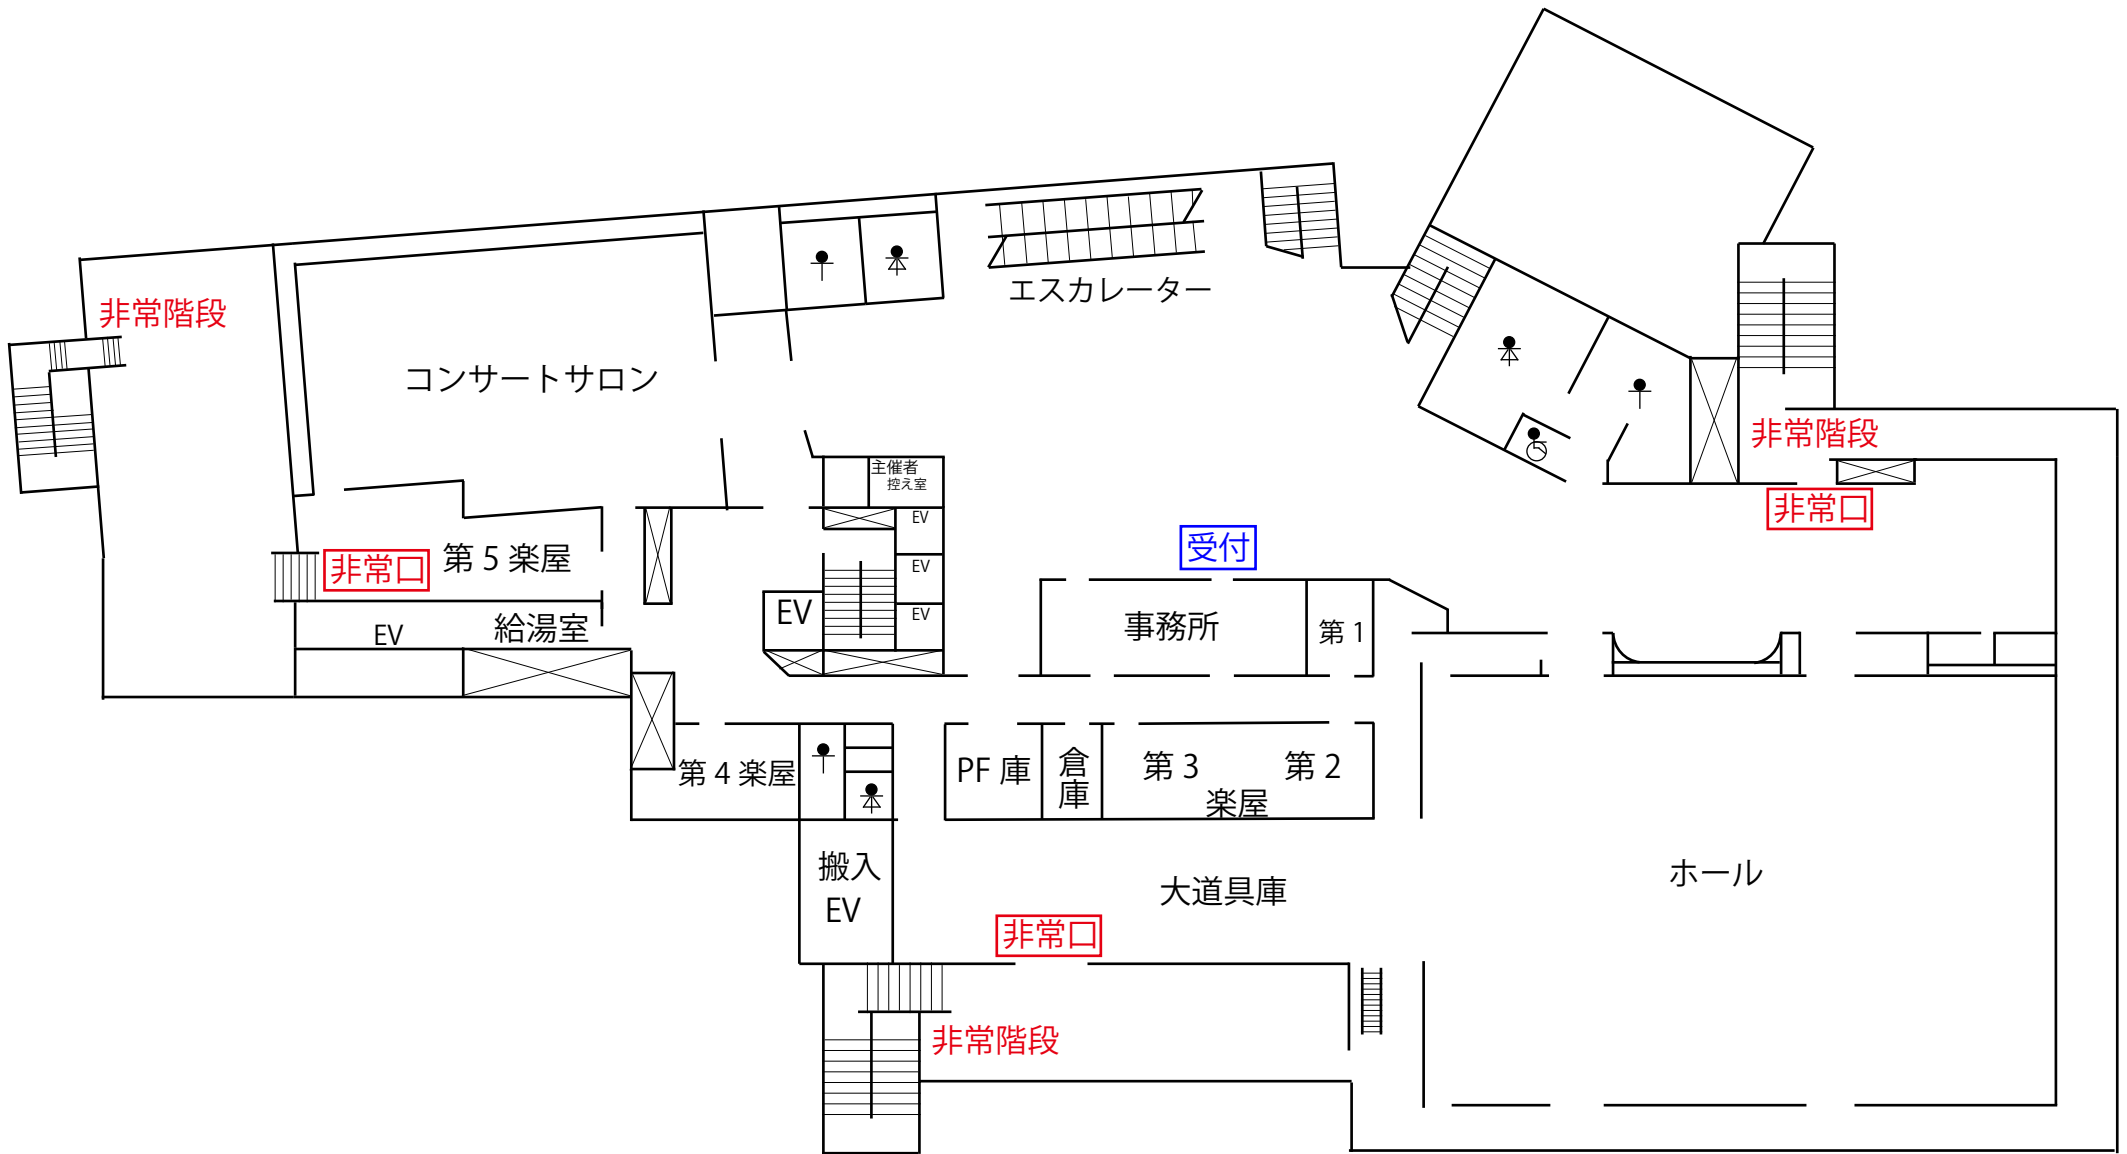 エスカレーター
非常階段
コンサートサロン
非常階段
主催者
控え室
非常口
EV
受付
第 5 楽屋
非常口
EV
EV
EV
事務所
第 1
給湯室
EV
第 4 楽屋
PF 庫
倉庫
第 3
第 2
楽屋
搬入
EV
大道具庫
ホール
非常口
非常階段